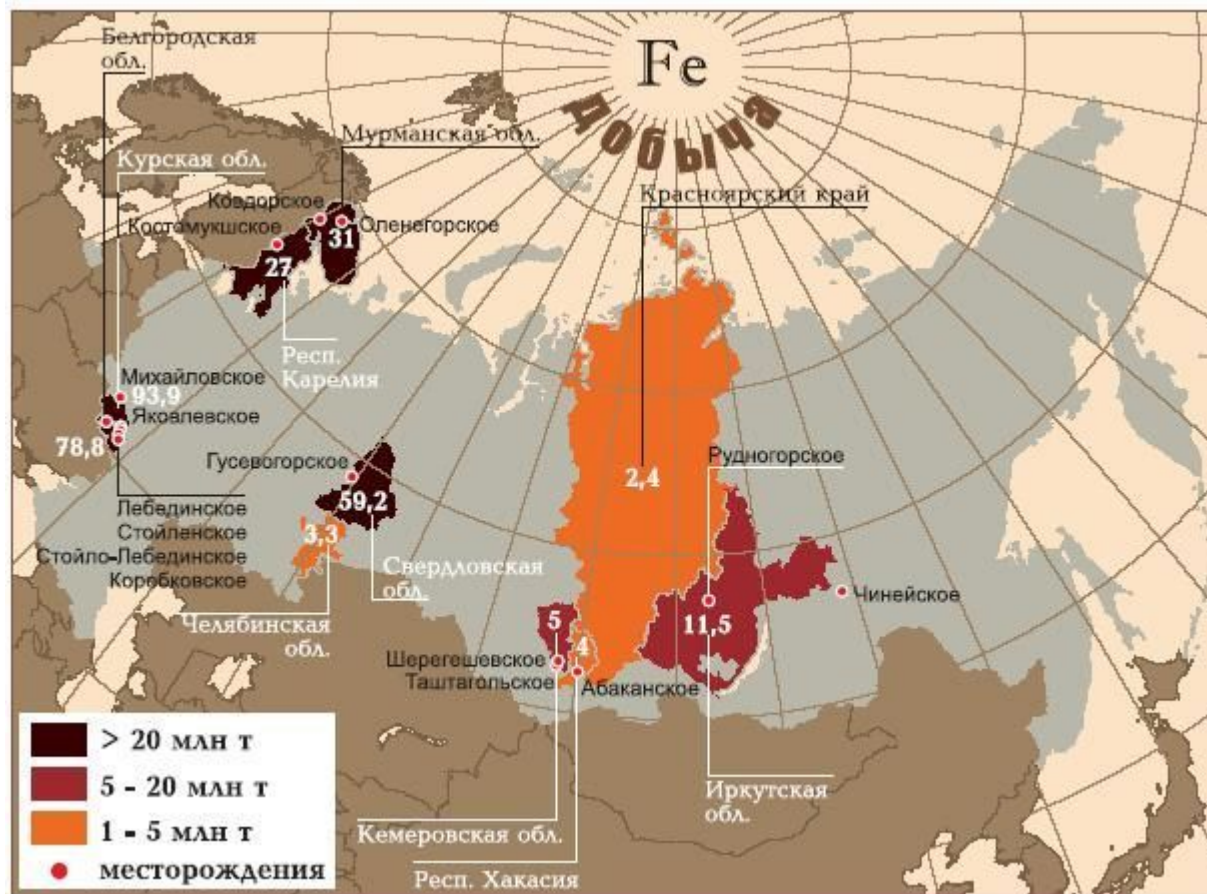 Fe
добыча
Белгородская
обл.
Мурманская обл.
Курская обл.
Красноярский край
Ковдорское
Костомукшское
Оленегорское
31
27
Респ.
Карелия
Михайловское
93,9
Яковлевское
78,8
Гусевогорское
Рудногорское
2,4
59,2
3,3
Лебединское
Стойленское
Стойло-Лебединское
Коребковское
Свердловская
обл.
Чинейское
Челябинская
обл.
5
4
11,5
Шерегешевское
Таштагольское
Абаканское
> 20 млн т
5 - 20 млн т
1 - 5 млн т
месторождения
Иркутская
обл.
Кемеровская обл.
Респ. Хакасия